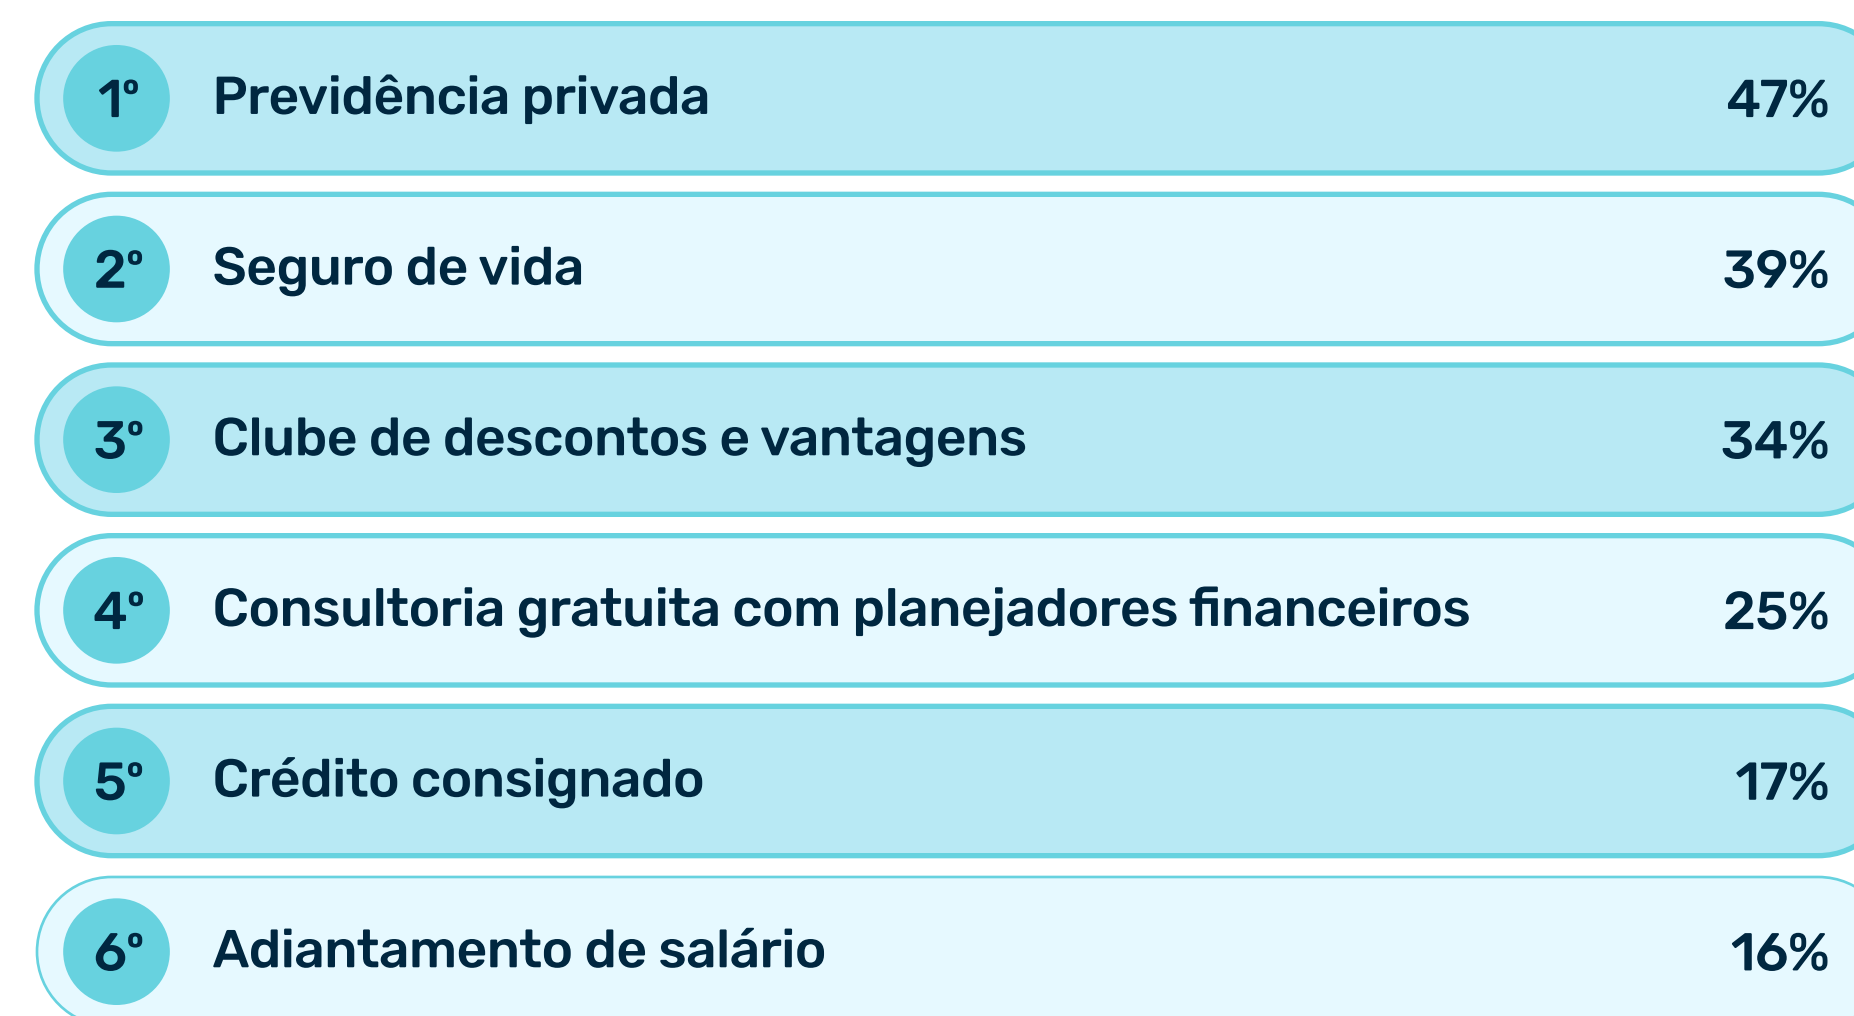 1º Previdência privada 47%
2º Seguro de vida 39%
3º Clube de descontos e vantagens 34%
4º Consultoria gratuita com planejadores financeiros 25%
5º Crédito consignado 17%
6º Adiantamento de salário 16%